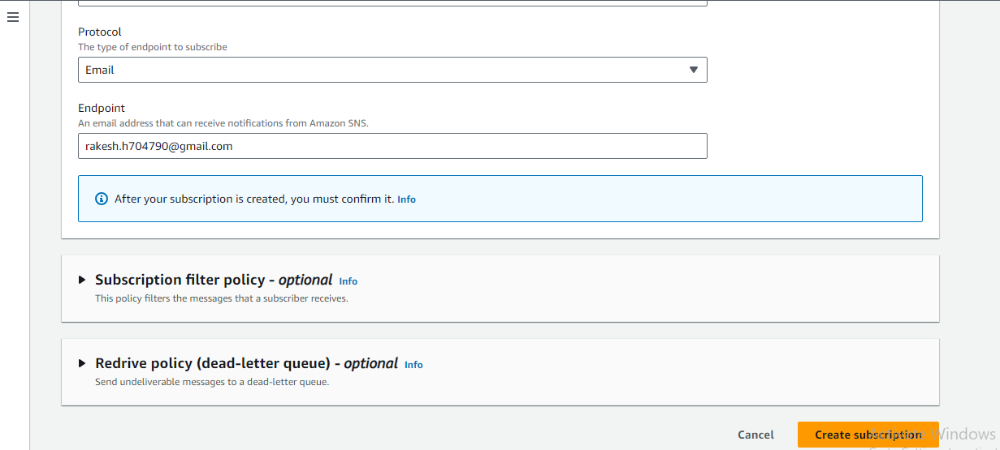 Protocol
The type of endpoint to subscribe
Email
Endpoint
An email address that can receive notifications from Amazon SNS.
rakesh.h704790@gmail.com
After your subscription is created, you must confirm it. Info
Subscription filter policy - optional Info
This policy filters the messages that a subscriber receives.
Redrive policy (dead-letter queue) - optional Info
Send undeliverable messages to a dead-letter queue.
Cancel
Create subscription
Activate Windows